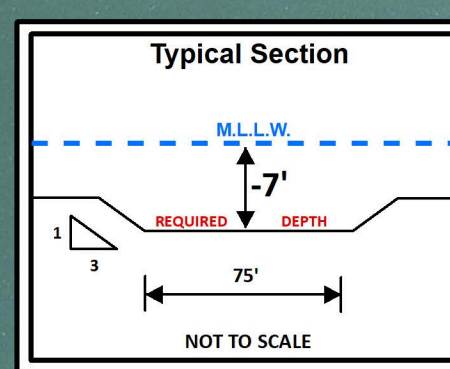 Typical Section
M.L.L.W.
-7'
REQUIRED DEPTH
1
3
75'
NOT TO SCALE